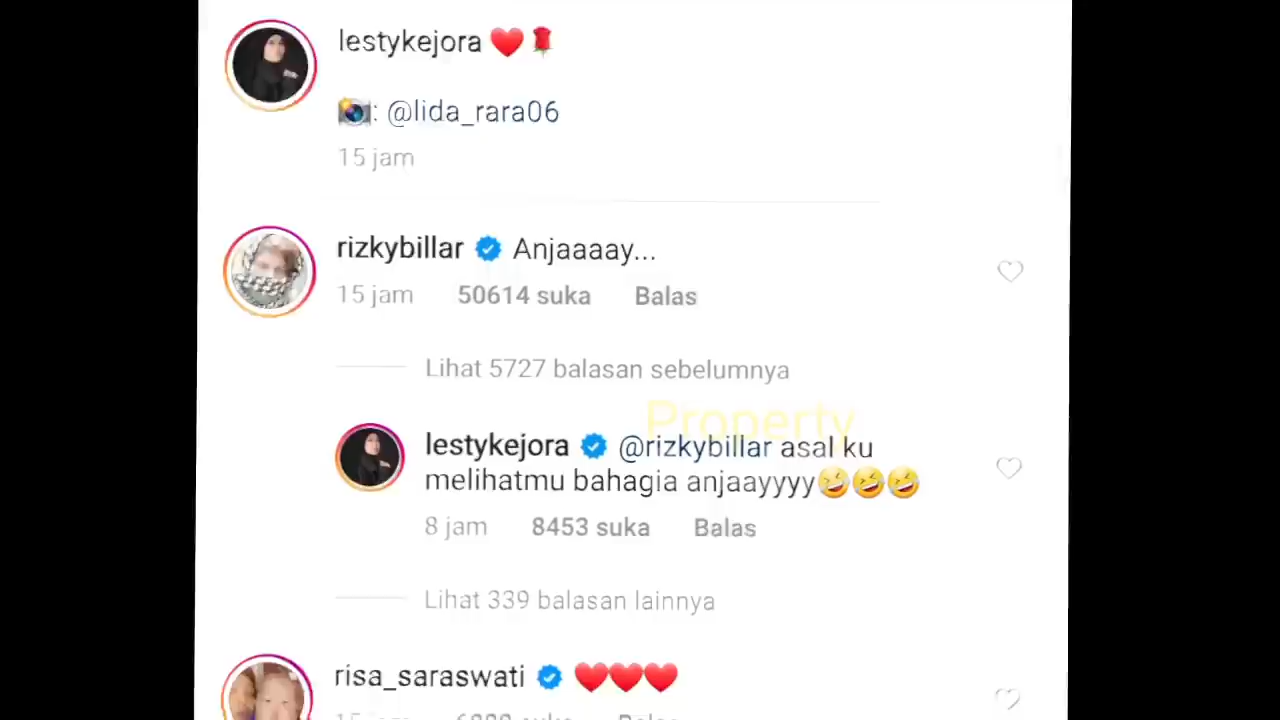 lestykejora ❤️🌹
📸: @lida_rara06
15 jam
rizkybillar Anjaaaay...
15 jam 50614 suka Balas
Lihat 5727 balasan sebelumnya
Property
lestykejora @rizkybillar asal ku
melihatmu bahagia anjaayyyy🤣🤣🤣
8 jam 8453 suka Balas
Lihat 339 balasan lainnya
risa_saraswati ❤️❤️❤️